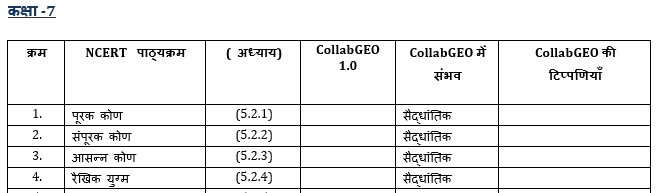 कक्षा -7
क्रम NCERT पाठ्यक्रम ( अध्याय) CollabGEO 1.0 CollabGEO में संभव CollabGEO की टिप्पणियाँ
1. पूरक कोण (5.2.1) सैद्धांतिक
2. संपूरक कोण (5.2.2) सैद्धांतिक
3. आसन्न कोण (5.2.3) सैद्धांतिक
4. रैखिक युग्म (5.2.4) सैद्धांतिक